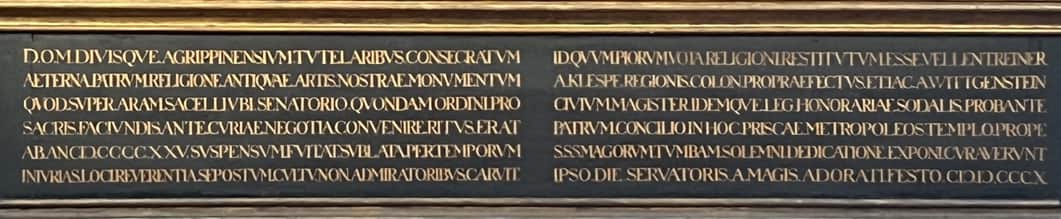 D.O.M.DIVISQVE.AGRIPPINENSIVM.TVTELARIBVS.CONSECRATVM
AETERNA.PATRVM.RELIGIONE.ANTIQVAE.ARTIS.NOSTRAE.MONVMENTVM
QVOD.SVPER.ARAM.SACELLI.VBI.SENATORIO.QVONDAM.ORDINI.PRO
SACRIS.FACIVNDIS.ANTE.CVRIAE.NEGOTIA.CONVENIRE.RITVS.ERAT
AB.AN.CIƆ.CCCCXXV.SVSPENSVM.FVIT.AT.SVBLATA.PER.TEMPORVM
INIVRIAS.LOCI.REVERENTIA.SEPOSTVM.CVLTV.NON.ADMIRATORIBVS.CARVIT.
ID.QVVM.PIORVM.VOTA.RELIGIONI.RESTITVTVM.ESSE.VELLENT.REINER
A.KLESPE.REGIONIS.COLON.PROPRAEFECTVS.ET.IAC.A.WITTGENSTEIN
CIVIVM.MAGISTER.IDEMQVE.LEG.HONORARIAE.SODALIS.PROBANTE
PATRVM.CONCILIO.IN.HOC.PRISCAE.METROPOLEOS.TEMPLO.PROPE
SSS.MAGORVM.TVMBAM.SOLEMNI.DEDICATIONE.EXPONI.CVRAVERVNT
IPSO.DIE.SERVATORIS.A.MAGIS.ADORATI.FESTO.CIƆ.IƆ.CCCX